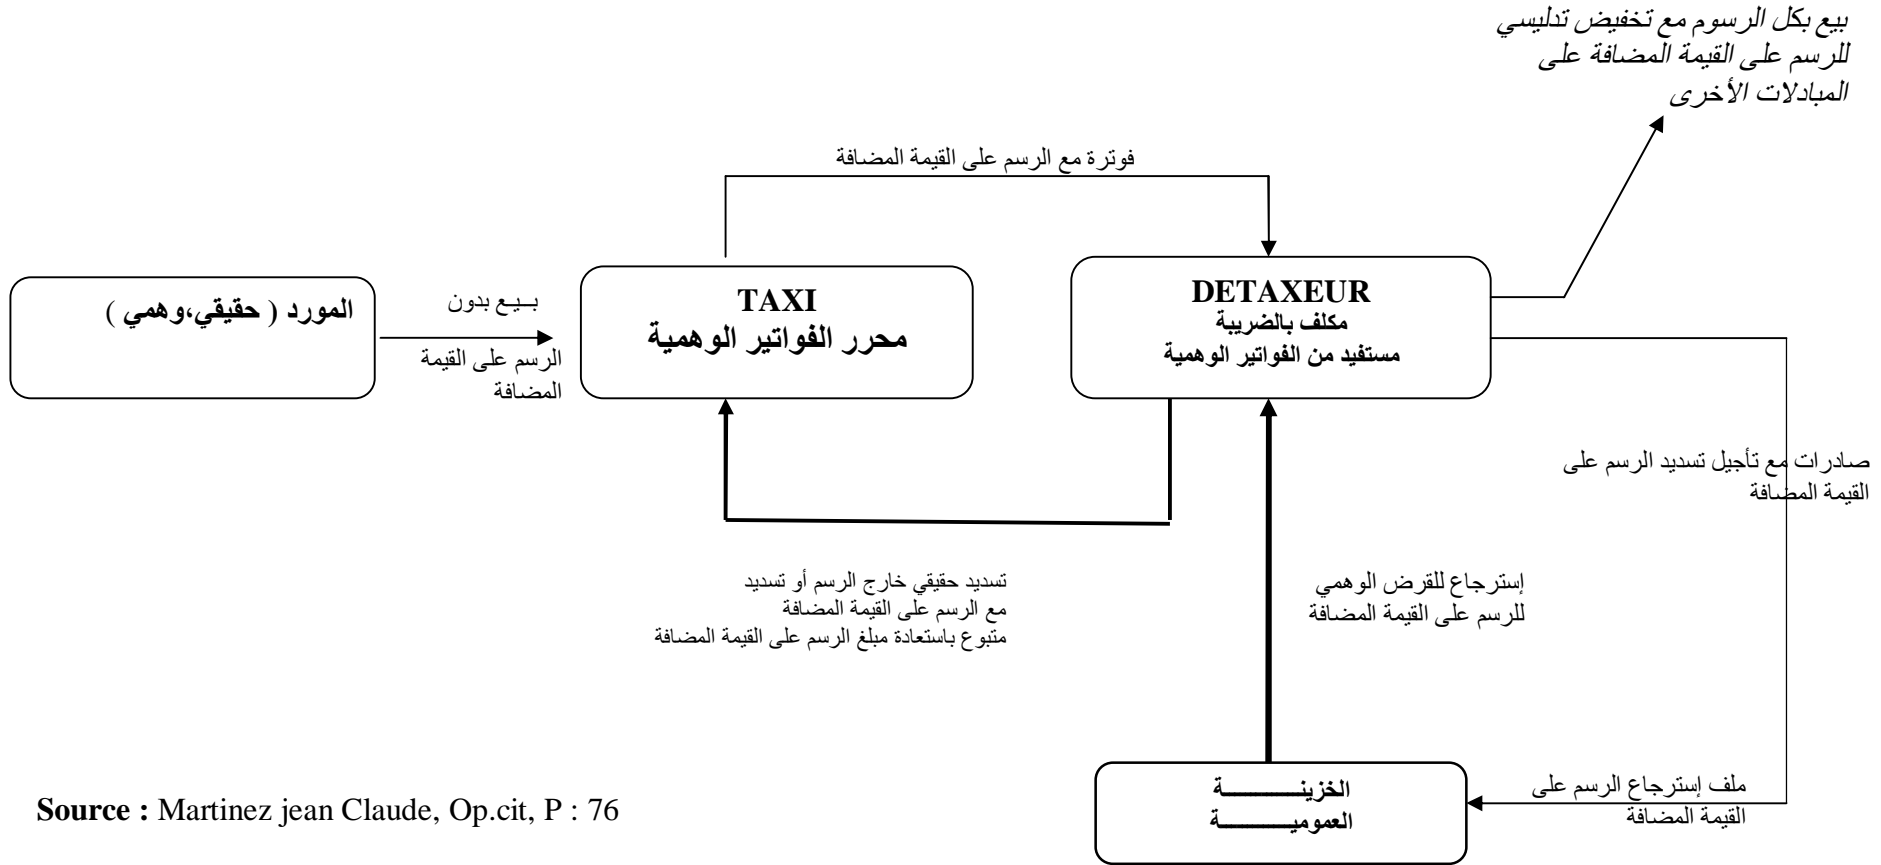 بيع بكل الرسوم مع تخفيض تدليسي
للرسم على القيمة المضافة على
المبادلات الأخرى
فوترة مع الرسم على القيمة المضافة
المورد ( حقيقي،وهمي )
بـيـع بدون
الرسم على القيمة
المضافة
TAXI
محرر الفواتير الوهمية
DETAXEUR
مكلف بالضريبة
مستفيد من الفواتير الوهمية
صادرات مع تأجيل تسديد الرسم على
القيمة المضافة
تسديد حقيقي خارج الرسم أو تسديد
مع الرسم على القيمة المضافة
متبوع باستعادة مبلغ الرسم على القيمة المضافة
إسترجاع للقرض الوهمي
للرسم على القيمة المضافة
الخزينـــــــــــــة
العموميـــــــــــــة
ملف إسترجاع الرسم على
القيمة المضافة
Source : Martinez jean Claude, Op.cit, P : 76